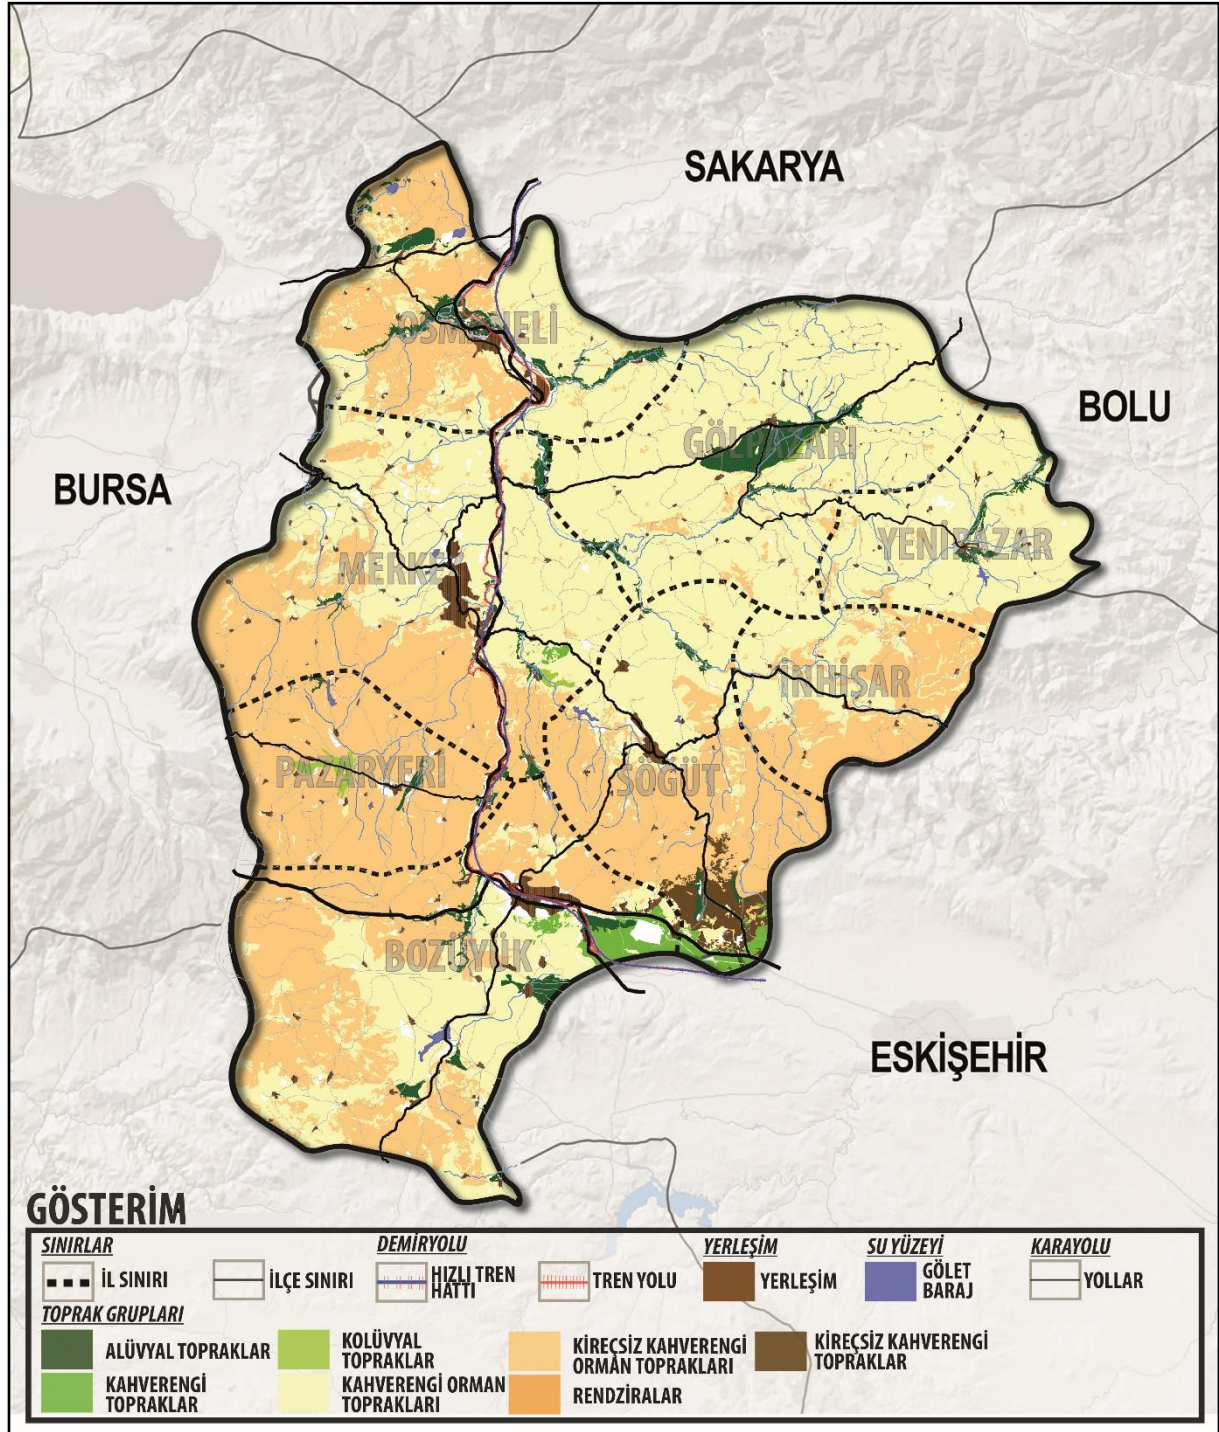 SAKARYA
OSMANELİ
BOLU
GÖLPAZARI
BURSA
YENİPAZAR
MERKEZ
İNHİSAR
PAZARYERİ
SÖĞÜT
BOZÜYÜK
ESKİŞEHİR
GÖSTERİM
SINIRLAR
DEMİRYOLU
YERLEŞİM
SU YÜZEYİ
KARAYOLU
İL SINIRI
İLÇE SINIRI
HIZLI TREN
HATTI
TREN YOLU
YERLEŞİM
GÖLET
BARAJ
YOLLAR
TOPRAK GRUPLARI
ALÜVYAL TOPRAKLAR
KOLÜVYAL
TOPRAKLAR
KİREÇSİZ KAHVERENGİ
ORMAN TOPRAKLARI
KİREÇSİZ KAHVERENGİ
TOPRAKLAR
KAHVERENGİ
TOPRAKLAR
KAHVERENGİ ORMAN
TOPRAKLARI
RENDZİRALAR